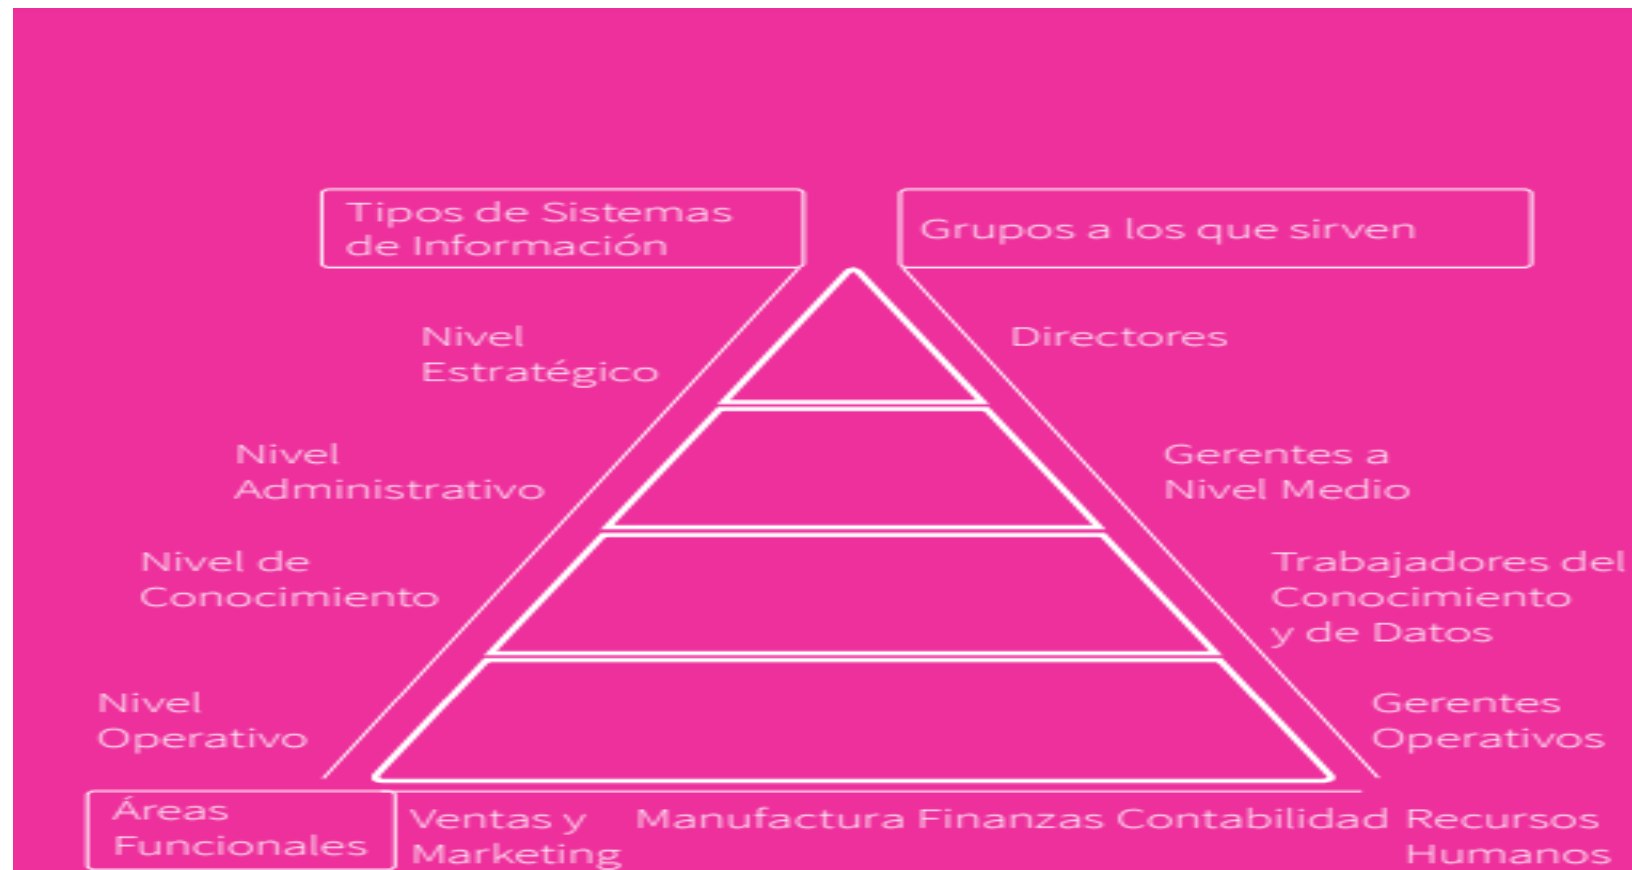 Tipos de Sistemas
de Información
Grupos a los que sirven
Nivel
Estratégico
Directores
Nivel
Administrativo
Gerentes a
Nivel Medio
Nivel de
Conocimiento
Trabajadores del
Conocimiento
y de Datos
Nivel
Operativo
Gerentes
Operativos
Áreas
Funcionales
Ventas y
Marketing
Manufactura
Finanzas
Contabilidad
Recursos
Humanos